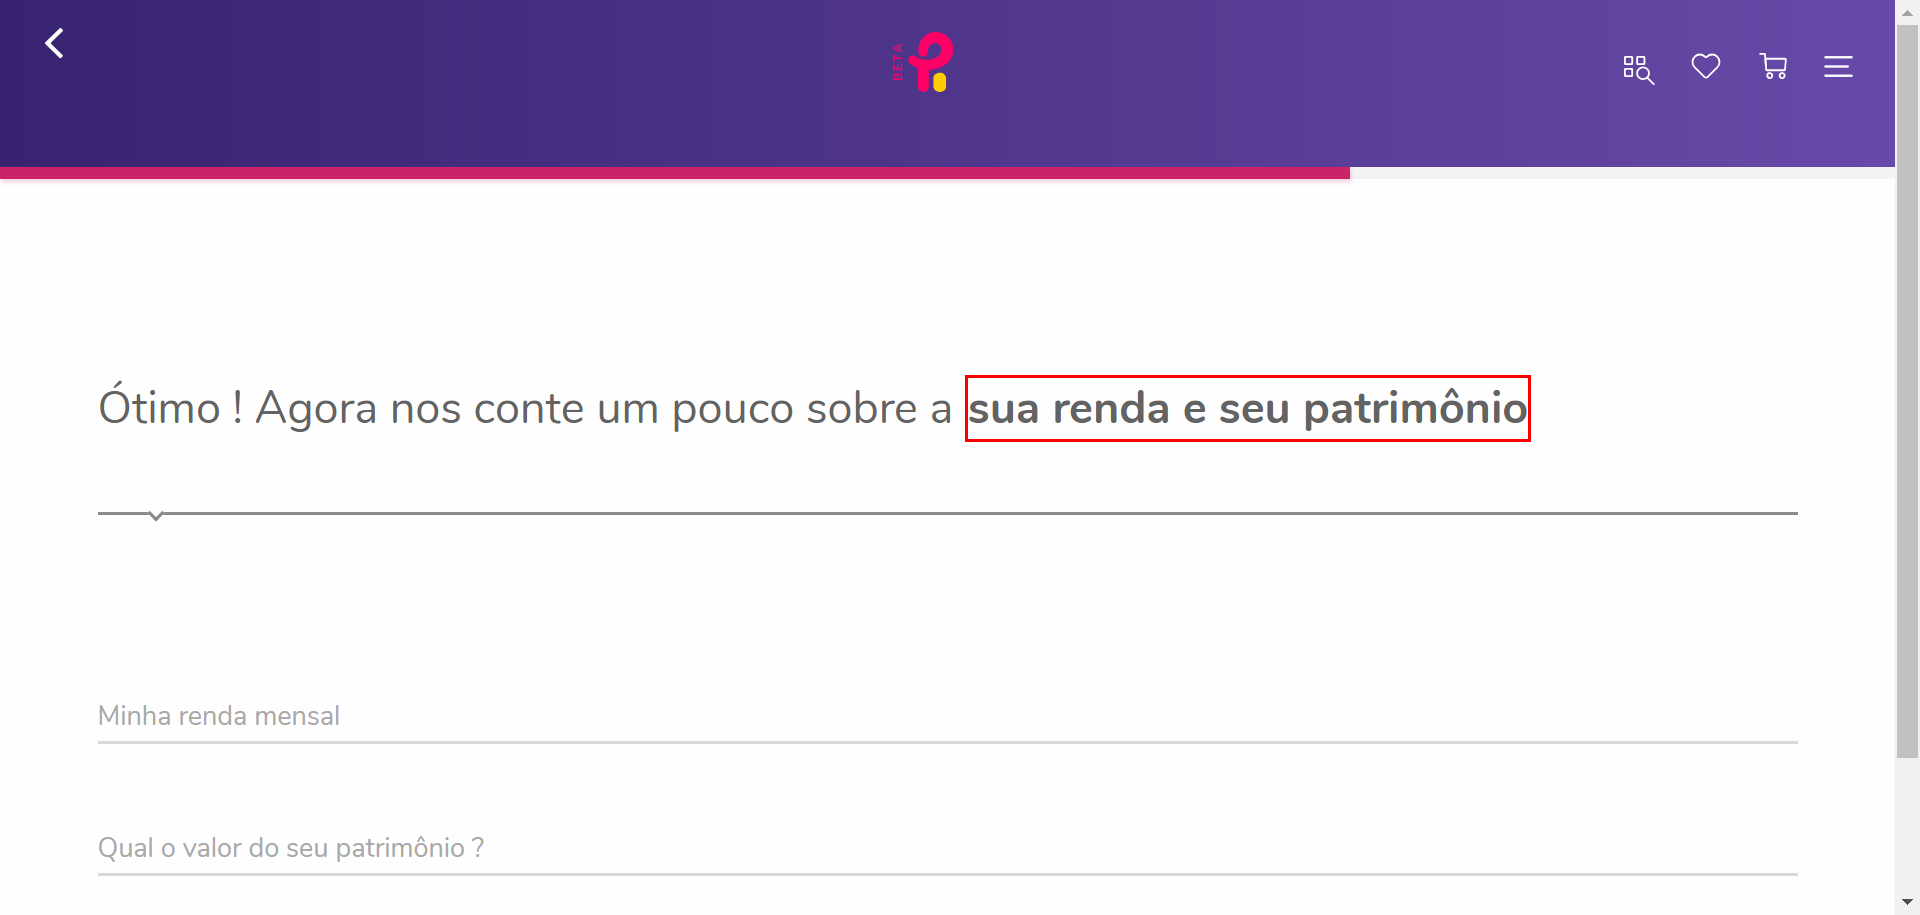 BETA
Ótimo ! Agora nos conte um pouco sobre a sua renda e seu patrimônio
Minha renda mensal
Qual o valor do seu patrimônio ?